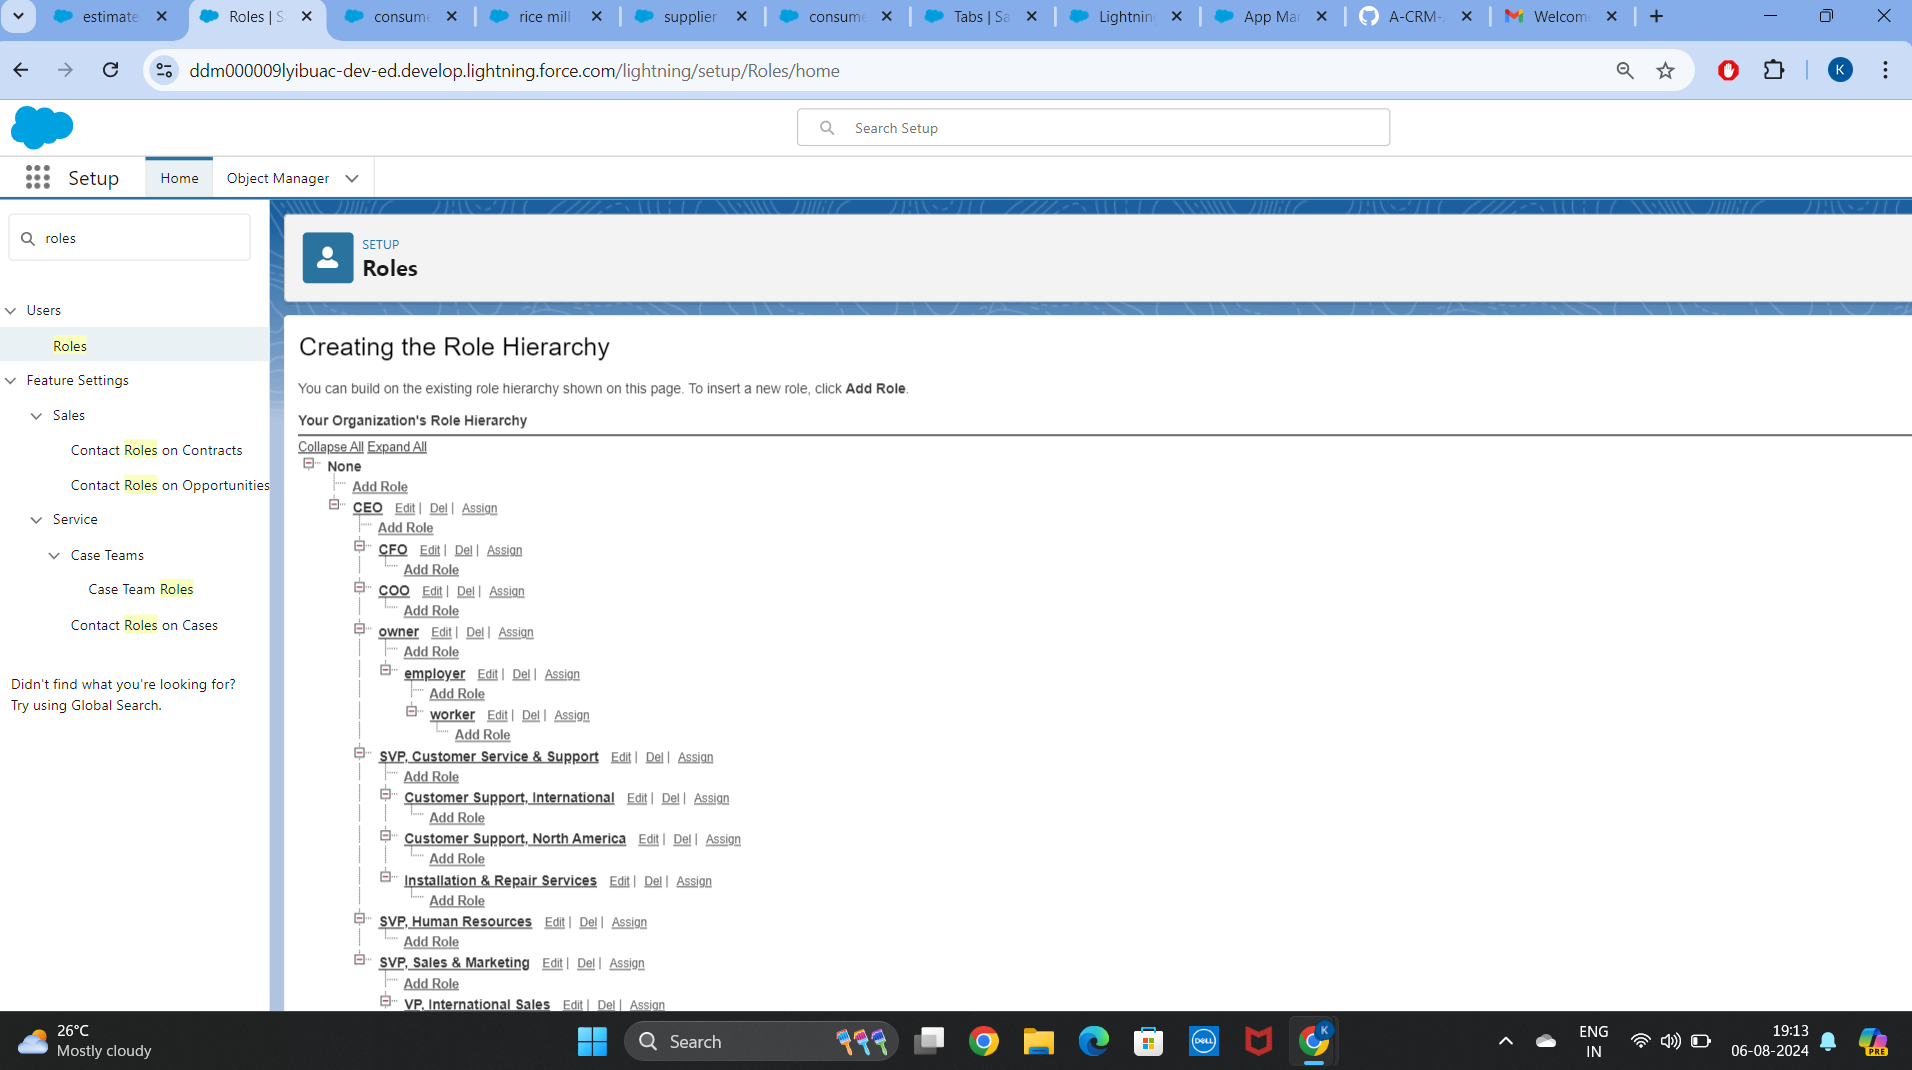 estimate
Roles | S
consume
rice mill
supplier
consume
Tabs | Sa
Lightnin
App Mar
A-CRM-
Welcom
ddm000009lyibuac-dev-ed.develop.lightning.force.com/lightning/setup/Roles/home
K
Search Setup
Setup
Home
Object Manager
roles
Users
Roles
Feature Settings
Sales
Contact Roles on Contracts
Contact Roles on Opportunities
Service
Case Teams
Case Team Roles
Contact Roles on Cases
Didn't find what you're looking for?
Try using Global Search.
SETUP
Roles
Creating the Role Hierarchy
You can build on the existing role hierarchy shown on this page. To insert a new role, click Add Role.
Your Organization's Role Hierarchy
Collapse All Expand All
None
Add Role
CEO Edit | Del | Assign
Add Role
CFO Edit | Del | Assign
Add Role
COO Edit | Del | Assign
Add Role
owner Edit | Del | Assign
Add Role
employer Edit | Del | Assign
Add Role
worker Edit | Del | Assign
Add Role
SVP, Customer Service & Support Edit | Del | Assign
Add Role
Customer Support, International Edit | Del | Assign
Add Role
Customer Support, North America Edit | Del | Assign
Add Role
Installation & Repair Services Edit | Del | Assign
Add Role
SVP, Human Resources Edit | Del | Assign
Add Role
SVP, Sales & Marketing Edit | Del | Assign
Add Role
VP, International Sales Edit | Del | Assign
26°C
Mostly cloudy
Search
DELL
K
ENG
IN
19:13
06-08-2024
PRE